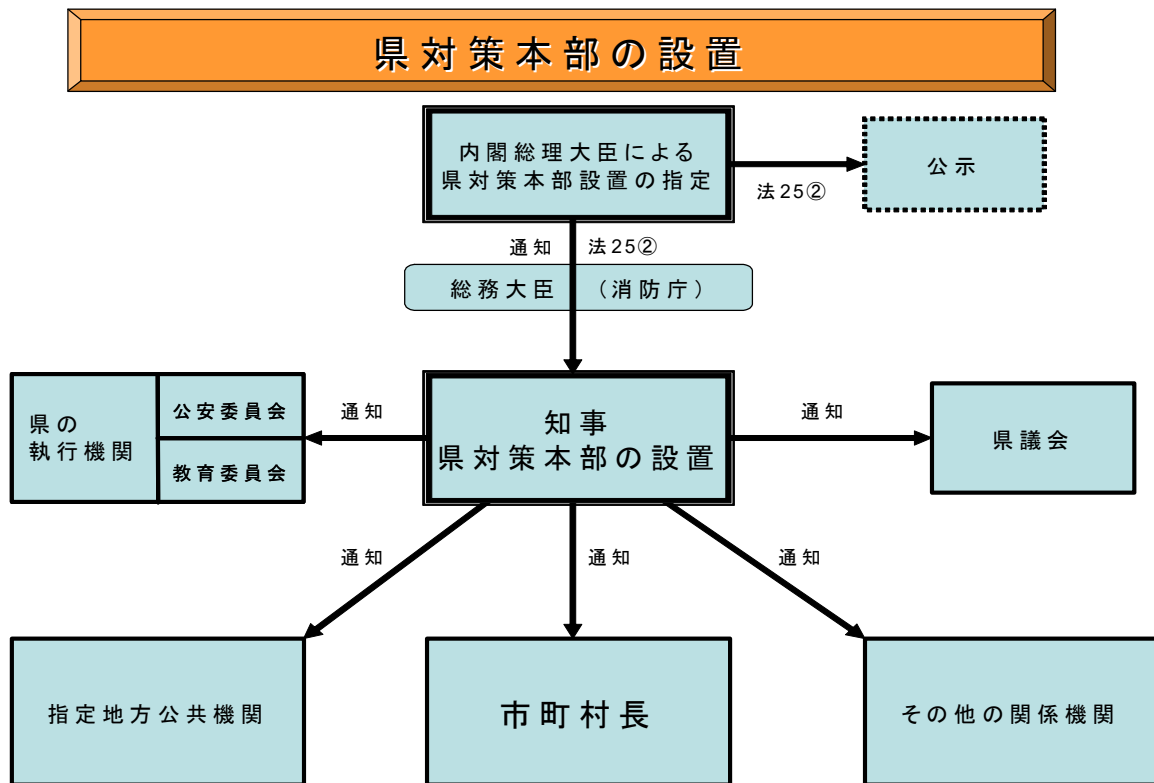 県対策本部の設置
内閣総理大臣による
県対策本部設置の指定
法25②
公示
通知
法25②
総務大臣 （消防庁）
県の
執行機関
公安委員会
教育委員会
通知
知事
県対策本部の設置
通知
県議会
通知
通知
通知
指定地方公共機関
市町村長
その他の関係機関